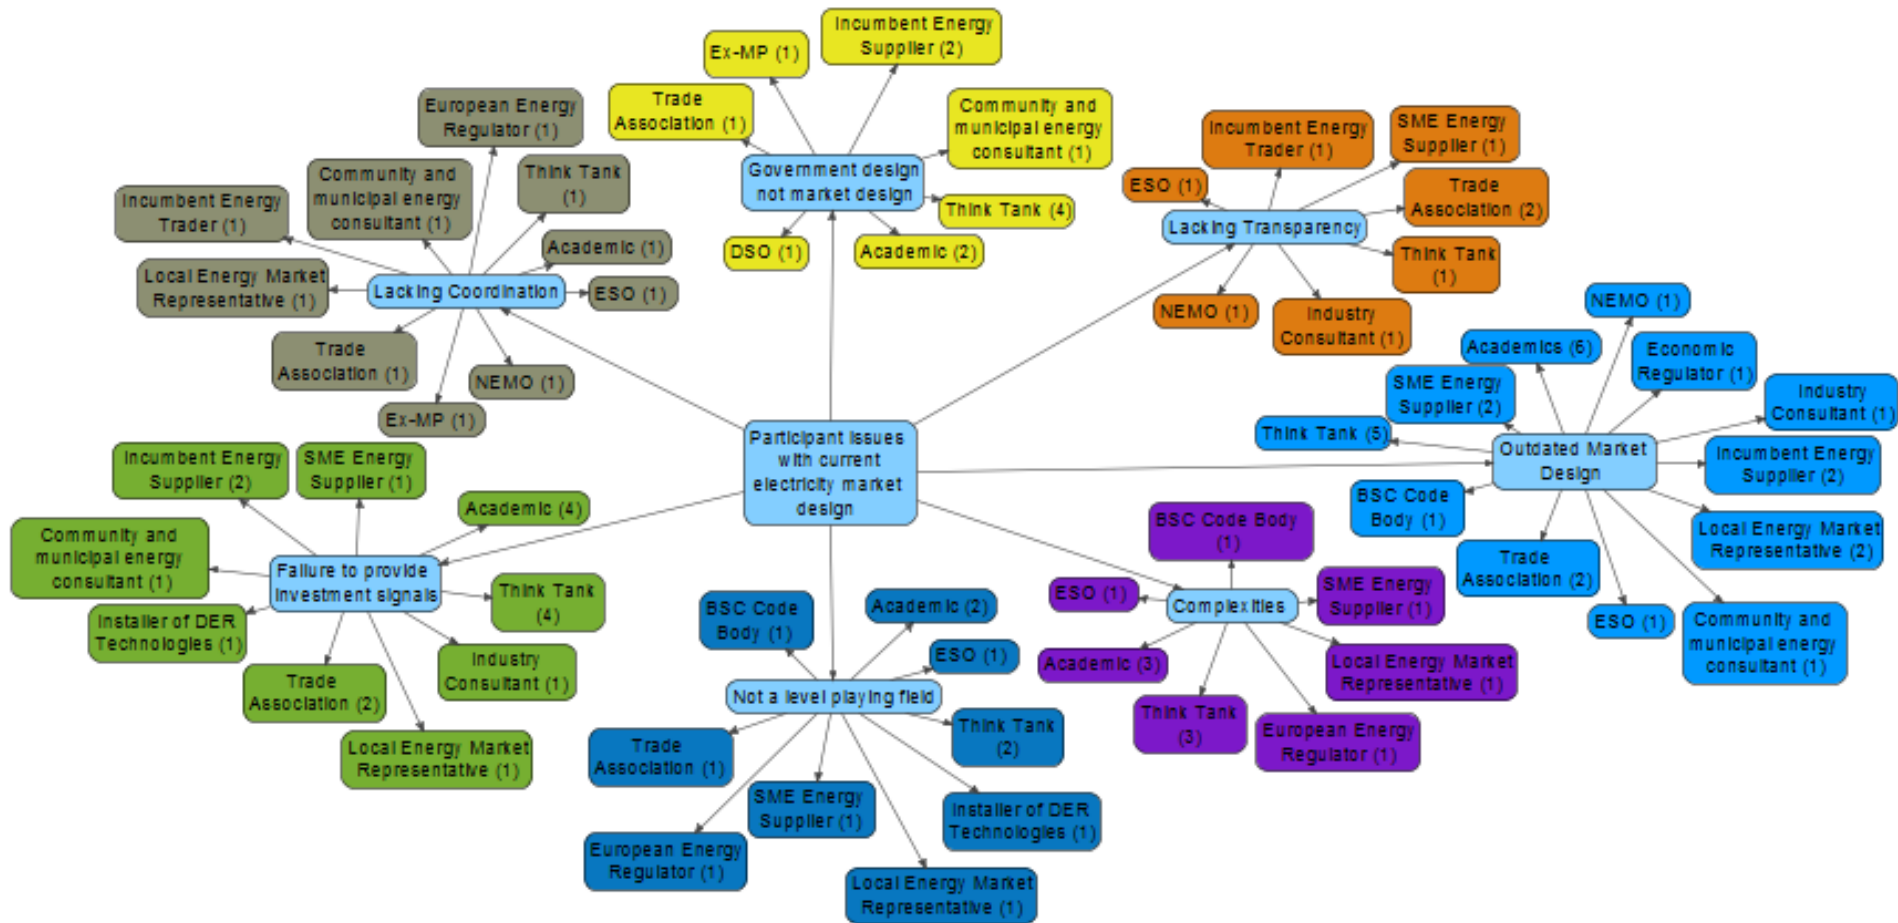 Participant issues
with current
electricity market
design
Government design
not market design
Trade
Association (1)
Ex-MP (1)
Incumbent Energy
Supplier (2)
Community and
municipal energy
consultant (1)
Think Tank (4)
Academic (2)
DSO (1)
Lacking Transparency
ESO (1)
Incumbent Energy
Trader (1)
SME Energy
Supplier (1)
Trade
Association (2)
Think Tank
(1)
Industry
Consultant (1)
NEMO (1)
Outdated Market
Design
NEMO (1)
Academics (6)
Economic
Regulator (1)
SME Energy
Supplier (2)
Industry
Consultant (1)
Think Tank (5)
Incumbent Energy
Supplier (2)
BSC Code
Body (1)
Local Energy Market
Representative (2)
Trade
Association (2)
ESO (1)
Community and
municipal energy
consultant (1)
Complexities
BSC Code Body
(1)
ESO (1)
SME Energy
Supplier (1)
Academic (3)
Local Energy Market
Representative (1)
Think Tank
(3)
European Energy
Regulator (1)
Not a level playing field
BSC Code
Body (1)
Academic (2)
ESO (1)
Think Tank
(2)
Trade
Association (1)
SME Energy
Supplier (1)
Installer of DER
Technologies (1)
European Energy
Regulator (1)
Local Energy Market
Representative (1)
Failure to provide
investment signals
Incumbent Energy
Supplier (2)
SME Energy
Supplier (1)
Academic (4)
Community and
municipal energy
consultant (1)
Think Tank
(4)
Installer of DER
Technologies (1)
Industry
Consultant (1)
Trade
Association (2)
Local Energy Market
Representative (1)
Lacking Coordination
European Energy
Regulator (1)
Community and
municipal energy
consultant (1)
Think Tank
(1)
Incumbent Energy
Trader (1)
Academic (1)
Local Energy Market
Representative (1)
ESO (1)
Trade
Association (1)
NEMO (1)
Ex-MP (1)